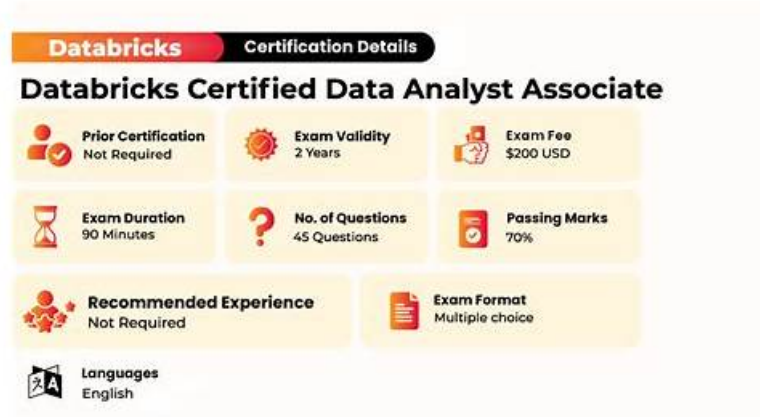 Databricks Certification Details
Databricks Certified Data Analyst Associate
Prior Certification
Not Required
Exam Validity
2 Years
Exam Fee
$200 USD
Exam Duration
90 Minutes
No. of Questions
45 Questions
Passing Marks
70%
Recommended Experience
Not Required
Exam Format
Multiple choice
Languages
English